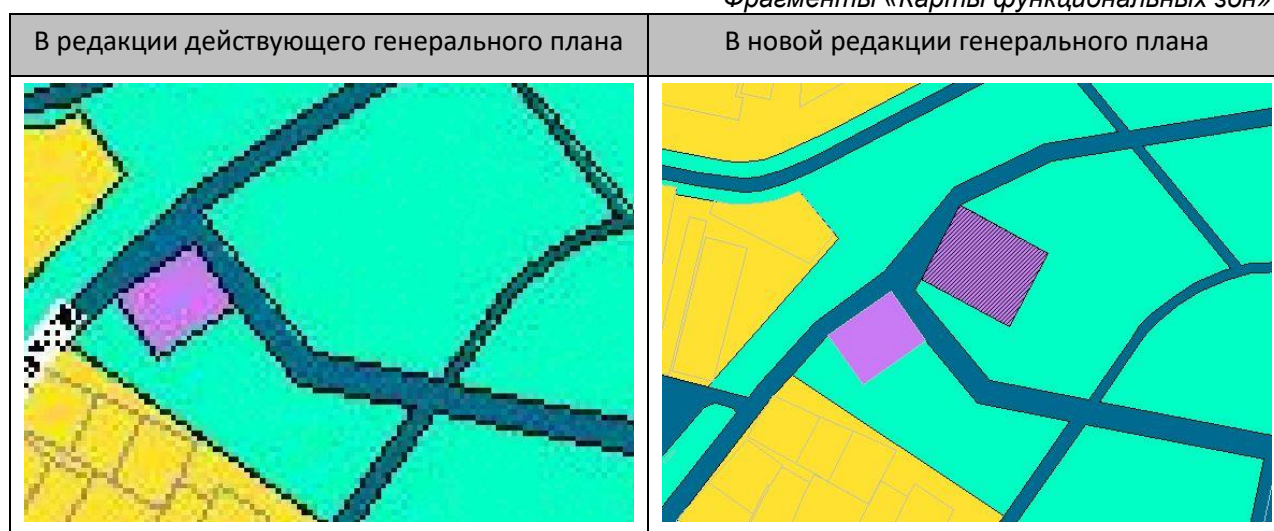 Фрагменты «Карты функциональных зон»
В редакции действующего генерального плана
В новой редакции генерального плана